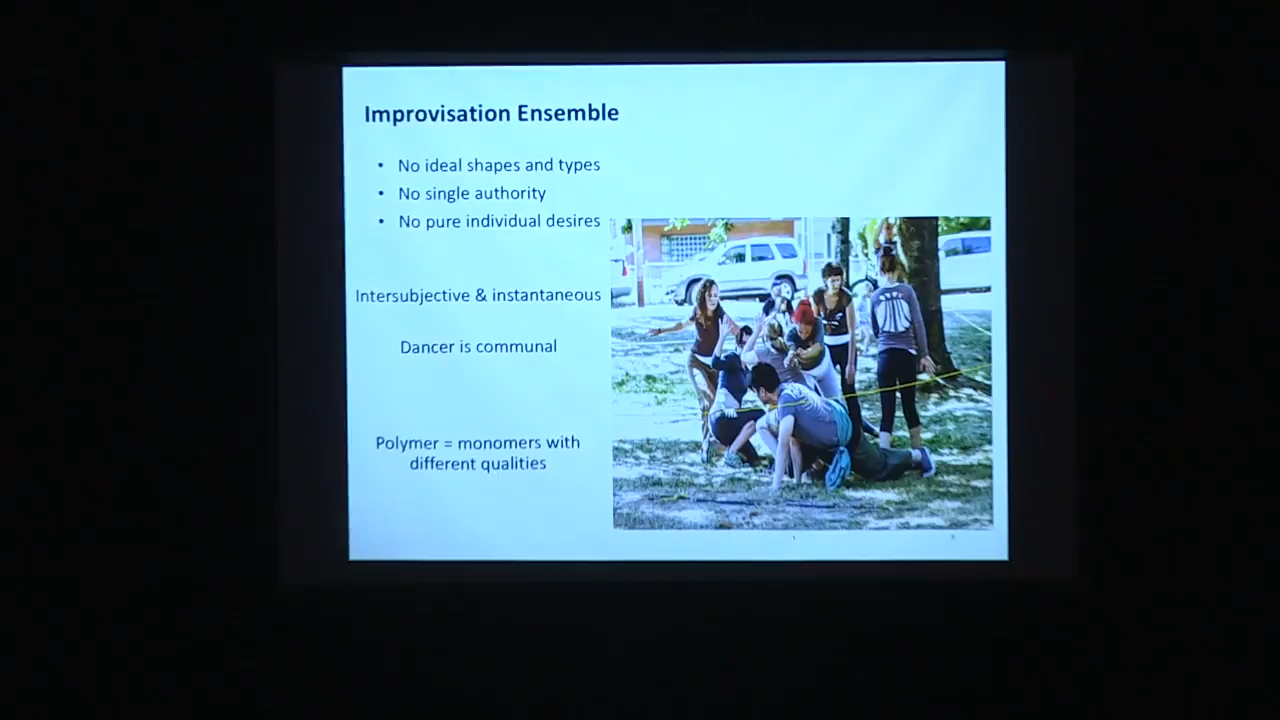 Improvisation Ensemble
• No ideal shapes and types
• No single authority
• No pure individual desires
Intersubjective & instantaneous
Dancer is communal
Polymer = monomers with
different qualities